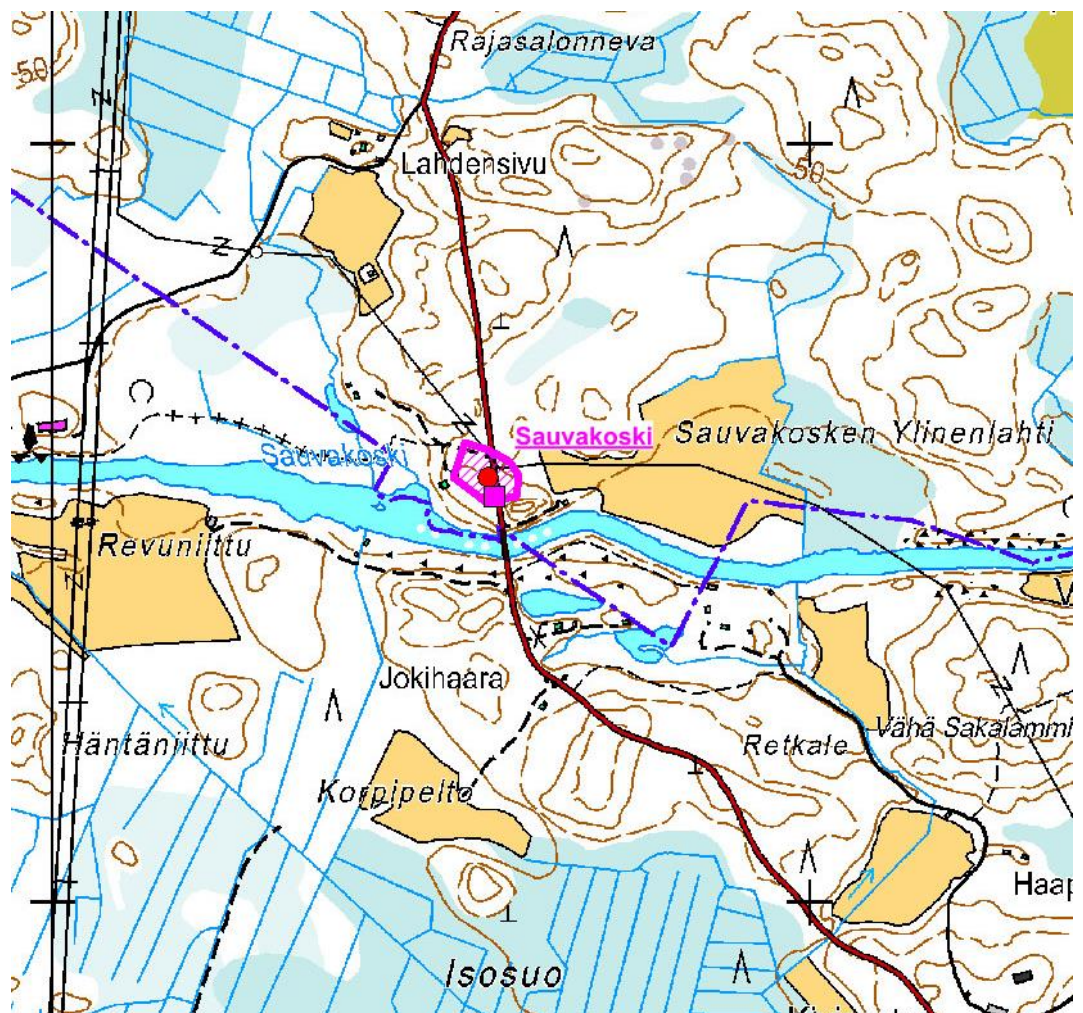 Rajasalonneva
50
Lahdensivu
50
Sauvakoski
Sauvakosken Ylinenlahti
Sauvakoski
Revuniittu
Jokihaara
Häntäniittu
Retkale
Vähä Sakalammi
Korpipelto
Haap
Isosuo